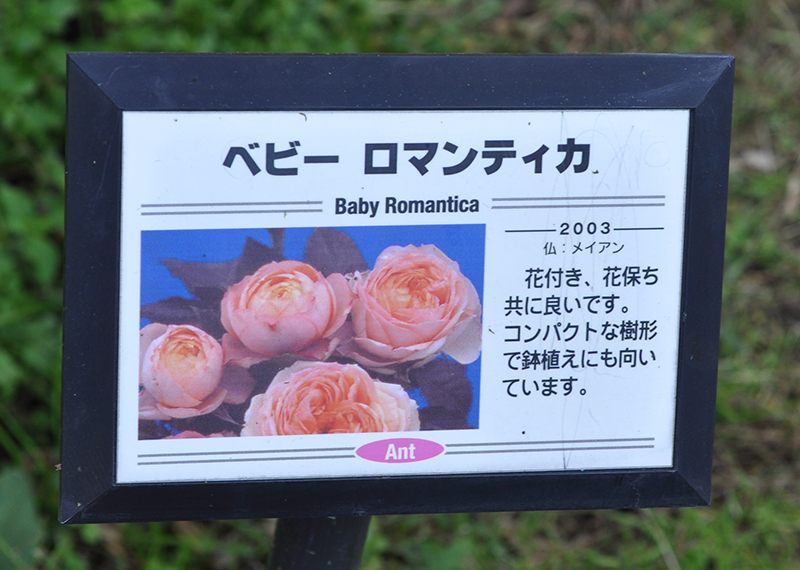 ベビー ロマンティカ
Baby Romantica
2003
仏：メイアン
花付き、花保ち
共に良いです。
コンパクトな樹形
で鉢植えにも向い
ています。
Ant